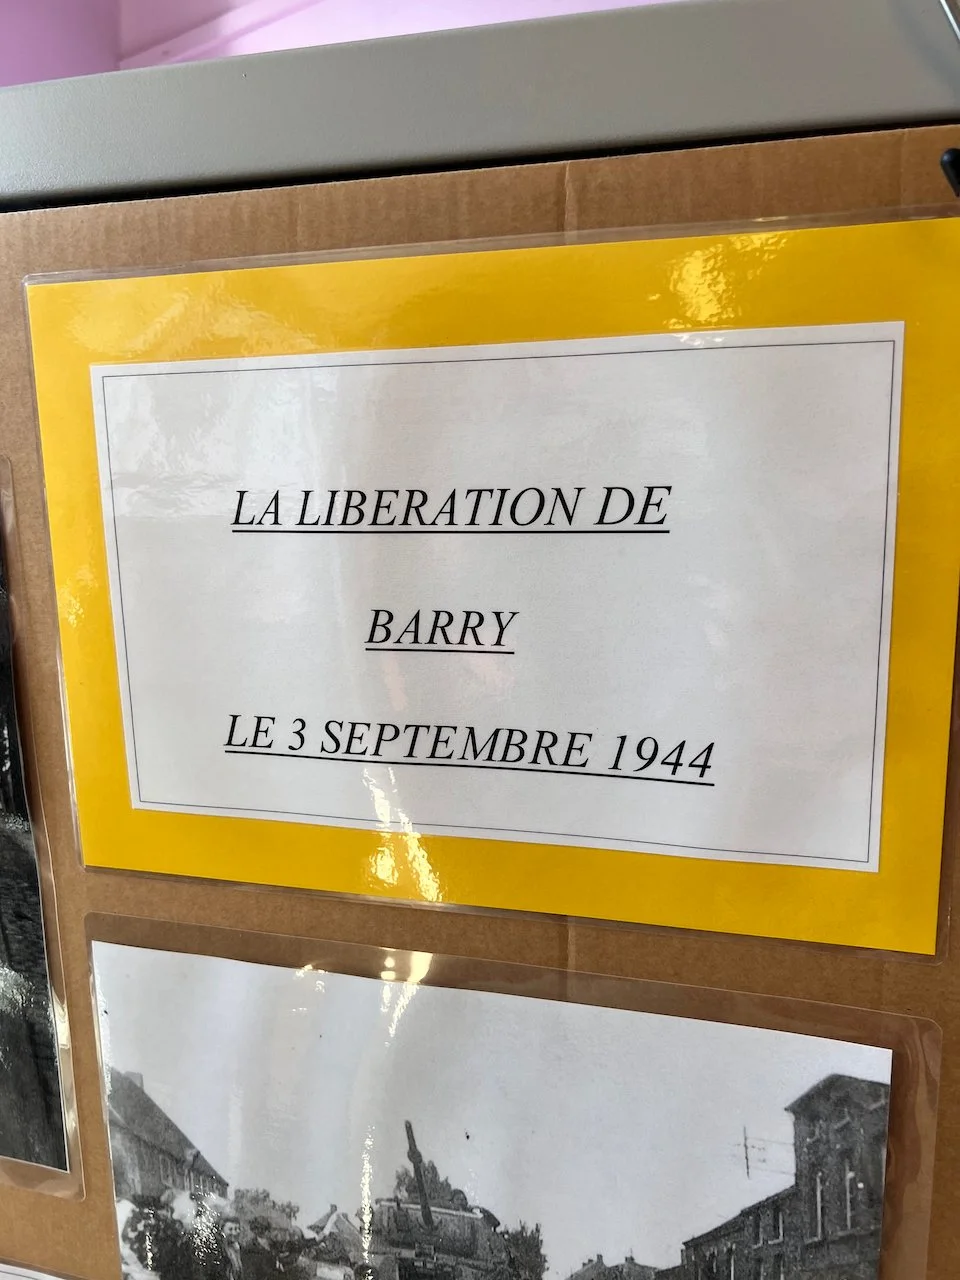 LA LIBERATION DE
BARRY
LE 3 SEPTEMBRE 1944